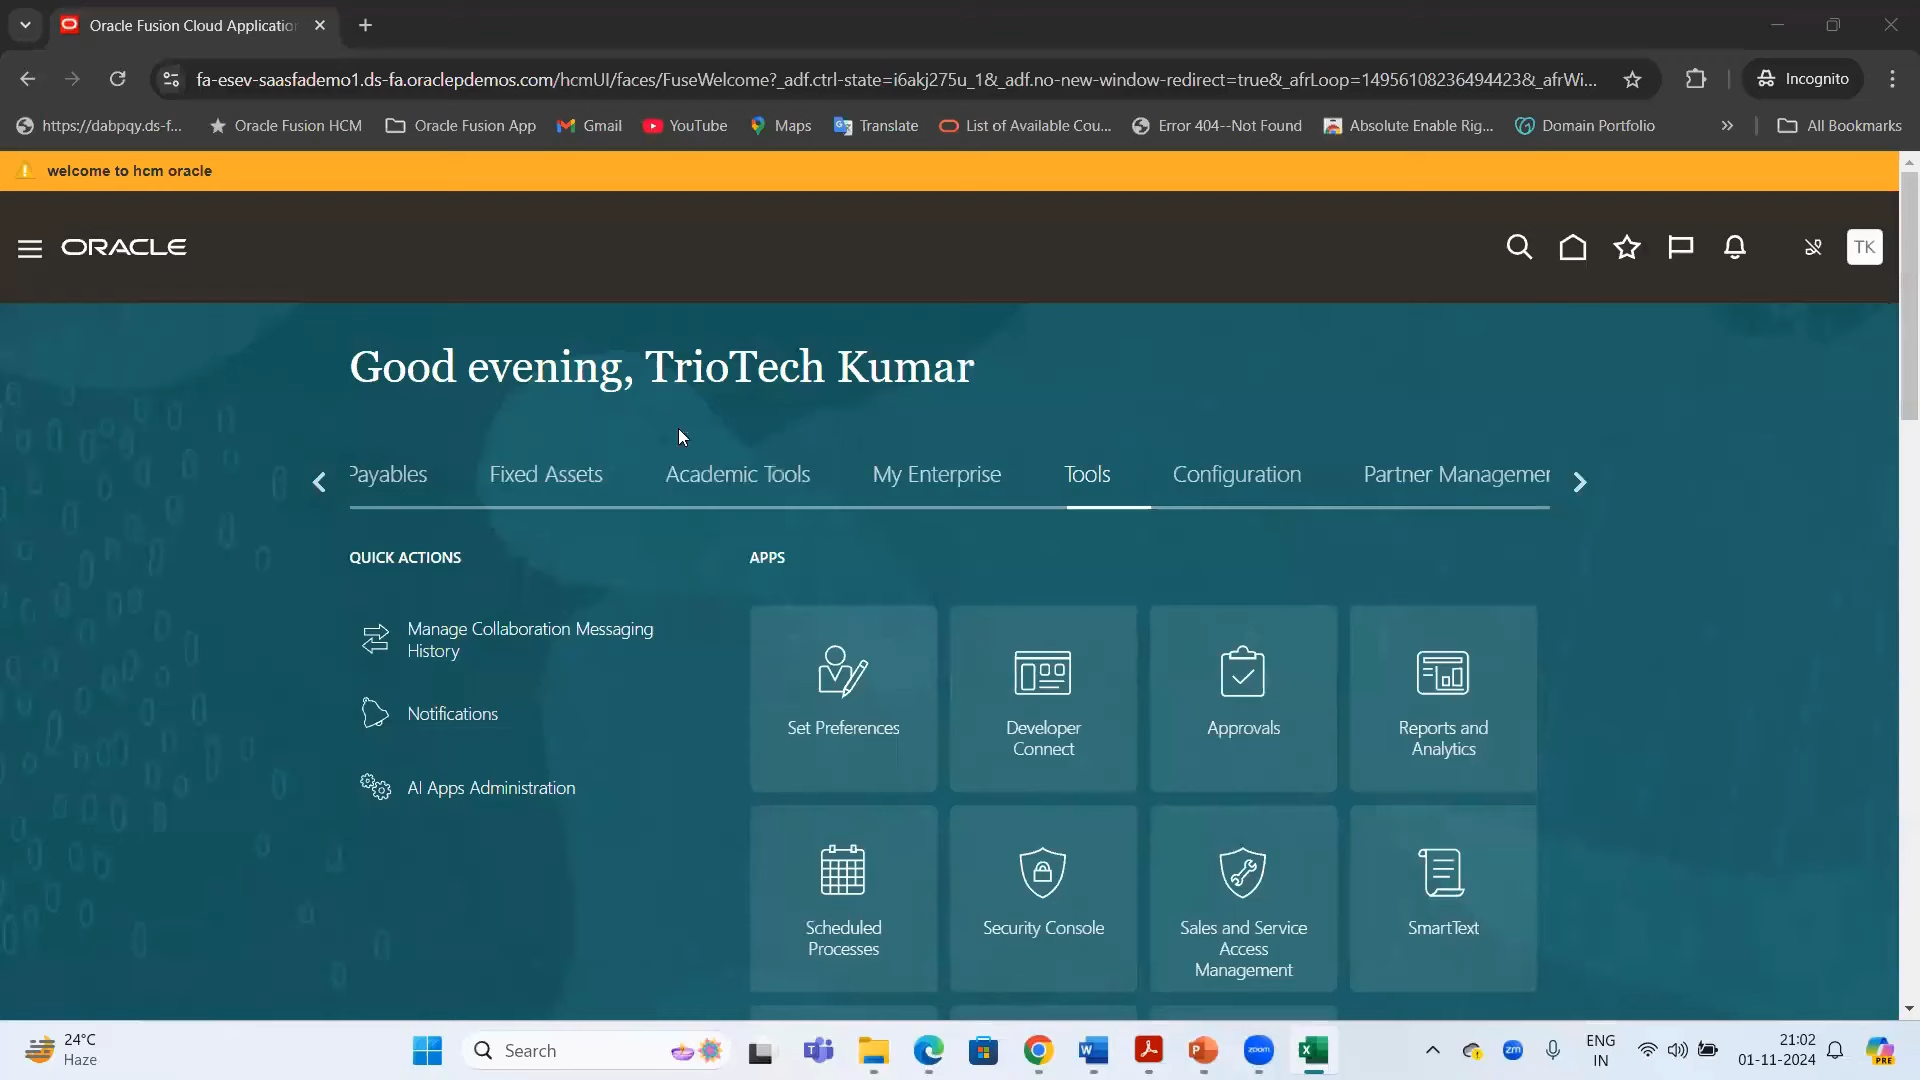 Oracle Fusion Cloud Applicatio
fa-esev-saasfademo1.ds-fa.oraclepdemos.com/hcmUI/faces/FuseWelcome?_adf.ctrl-state=i6akj275u_1&_adf.no-new-window-redirect=true&_afrLoop=14956108236494423&_afrWi...
Incognito
https://dabpqy.ds-f...
Oracle Fusion HCM
Oracle Fusion App
Gmail
YouTube
Maps
Translate
List of Available Cou...
Error 404--Not Found
Absolute Enable Rig...
Domain Portfolio
All Bookmarks
welcome to hcm oracle
ORACLE
TK
Good evening, TrioTech Kumar
Payables
Fixed Assets
Academic Tools
My Enterprise
Tools
Configuration
Partner Managemer
QUICK ACTIONS
APPS
Manage Collaboration Messaging
History
Notifications
AI Apps Administration
Set Preferences
Developer
Connect
Approvals
Reports and
Analytics
Scheduled
Processes
Security Console
Sales and Service
Access
Management
SmartText
24°C
Haze
Search
zoom
zm
ENG
IN
21:02
01-11-2024
PRE